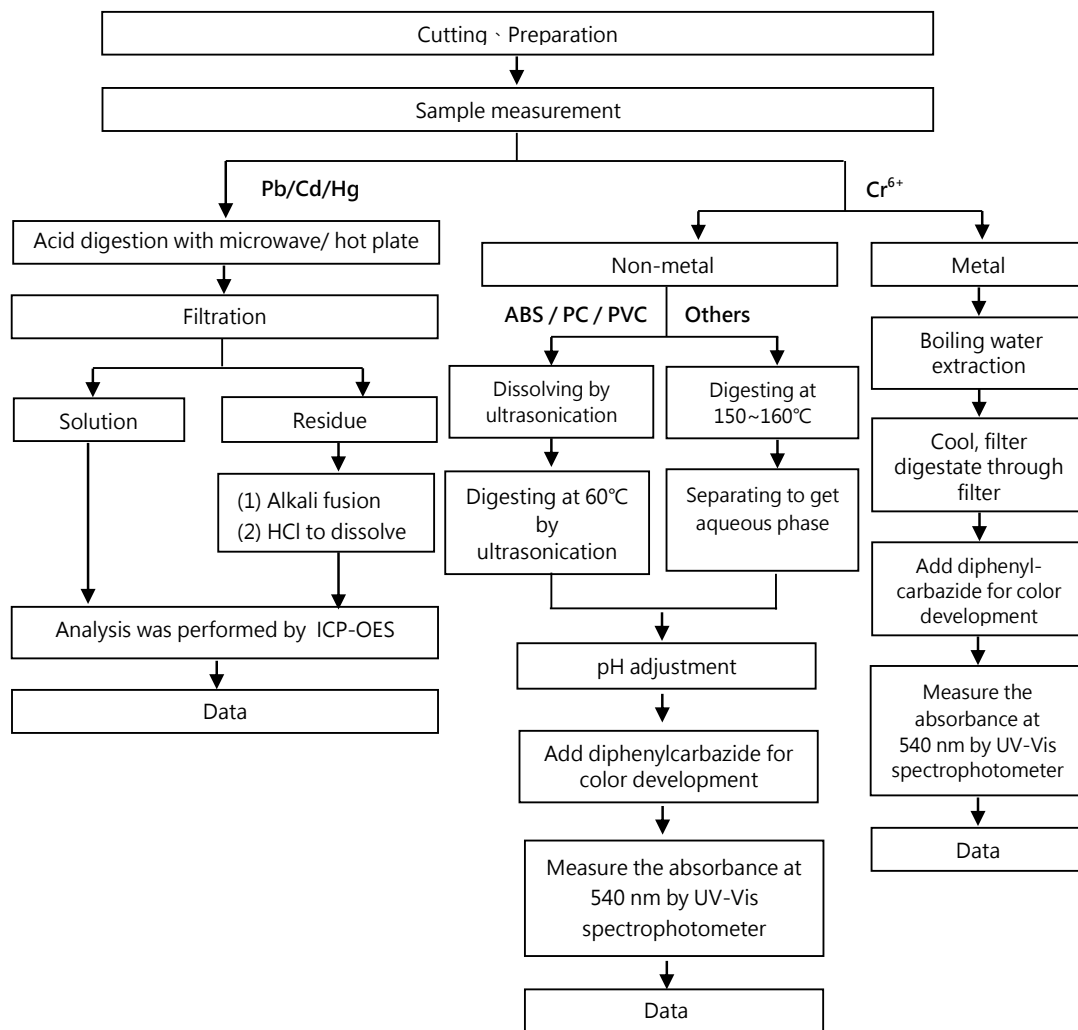 Cutting、Preparation
Sample measurement
Pb/Cd/Hg
Cr⁶⁺
Acid digestion with microwave/ hot plate
Filtration
Solution
Residue
(1) Alkali fusion
(2) HCl to dissolve
Analysis was performed by ICP-OES
Data
Non-metal
ABS / PC / PVC
Others
Dissolving by
ultrasonication
Digesting at
150~160℃
Digesting at 60℃
by
ultrasonication
Separating to get
aqueous phase
pH adjustment
Add diphenylcarbazide for
color development
Measure the absorbance at
540 nm by UV-Vis
spectrophotometer
Data
Metal
Boiling water
extraction
Cool, filter
digestate through
filter
Add diphenyl-
carbazide for color
development
Measure the
absorbance at
540 nm by UV-Vis
spectrophotometer
Data